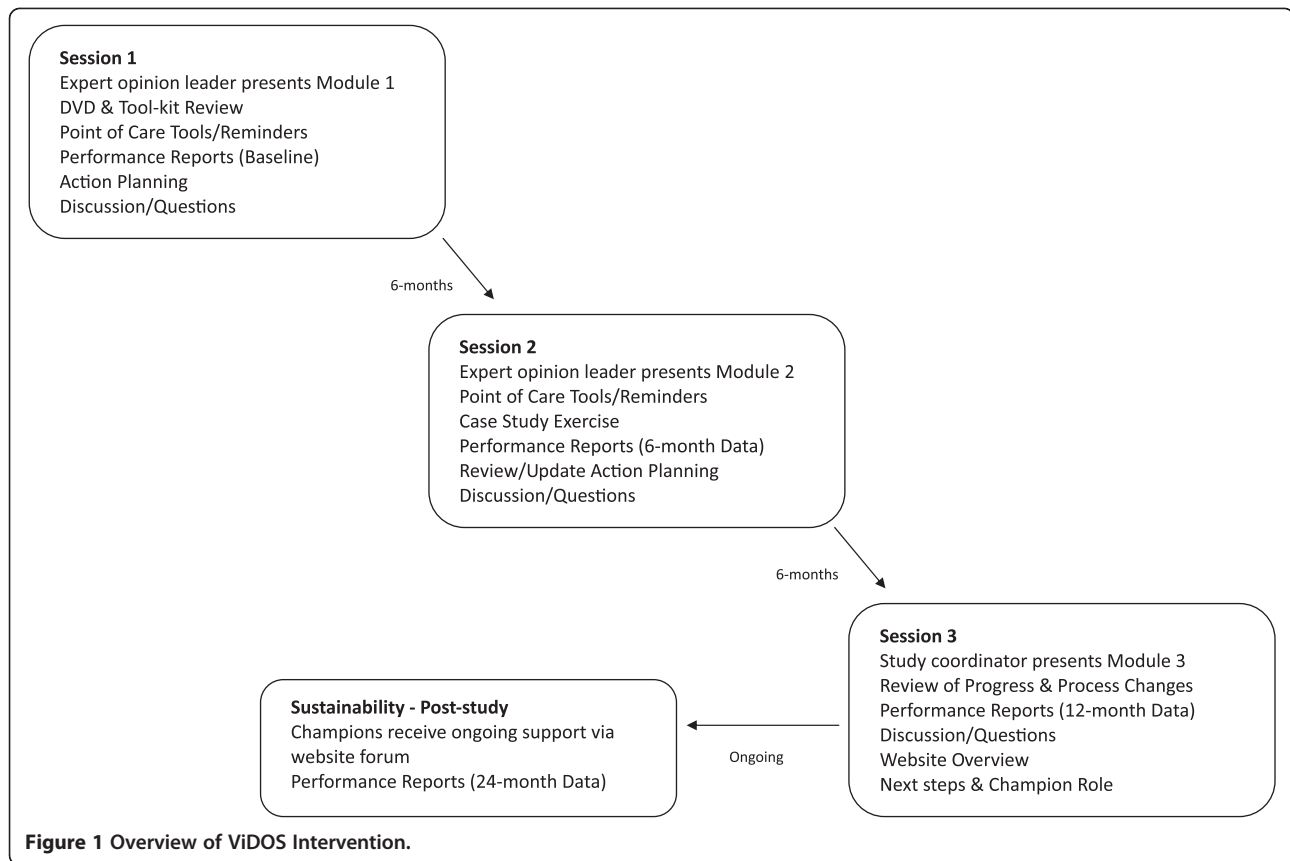 Session 1
Expert opinion leader presents Module 1
DVD & Tool-kit Review
Point of Care Tools/Reminders
Performance Reports (Baseline)
Action Planning
Discussion/Questions
6-months
Session 2
Expert opinion leader presents Module 2
Point of Care Tools/Reminders
Case Study Exercise
Performance Reports (6-month Data)
Review/Update Action Planning
Discussion/Questions
6-months
Session 3
Study coordinator presents Module 3
Review of Progress & Process Changes
Performance Reports (12-month Data)
Discussion/Questions
Website Overview
Next steps & Champion Role
Ongoing
Sustainability - Post-study
Champions receive ongoing support via
website forum
Performance Reports (24-month Data)
Figure 1 Overview of ViDOS Intervention.